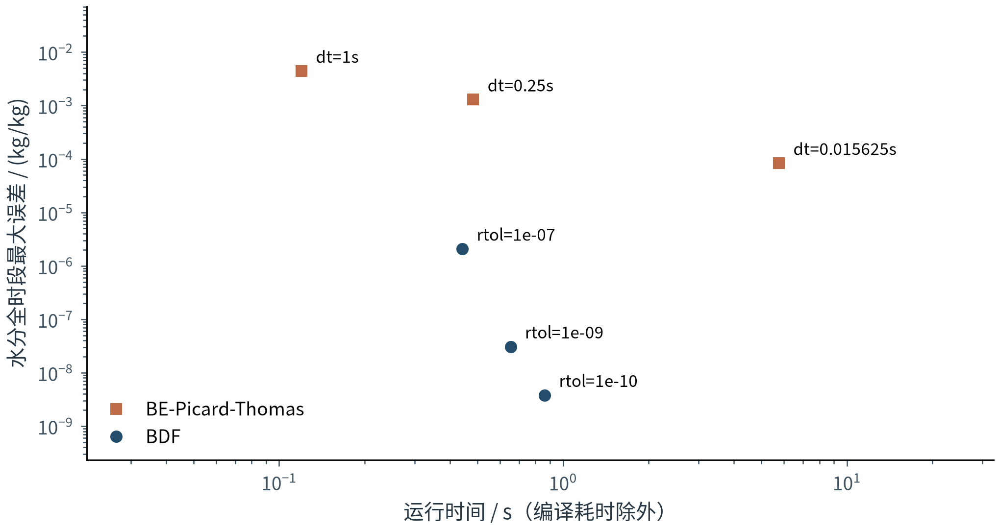 水分全时段最大误差 / (kg/kg)
10⁻²
10⁻³
10⁻⁴
10⁻⁵
10⁻⁶
10⁻⁷
10⁻⁸
10⁻⁹
dt=1s
dt=0.25s
dt=0.015625s
rtol=1e-07
rtol=1e-09
rtol=1e-10
BE-Picard-Thomas
BDF
10⁻¹
10⁰
10¹
运行时间 / s（编译耗时除外）